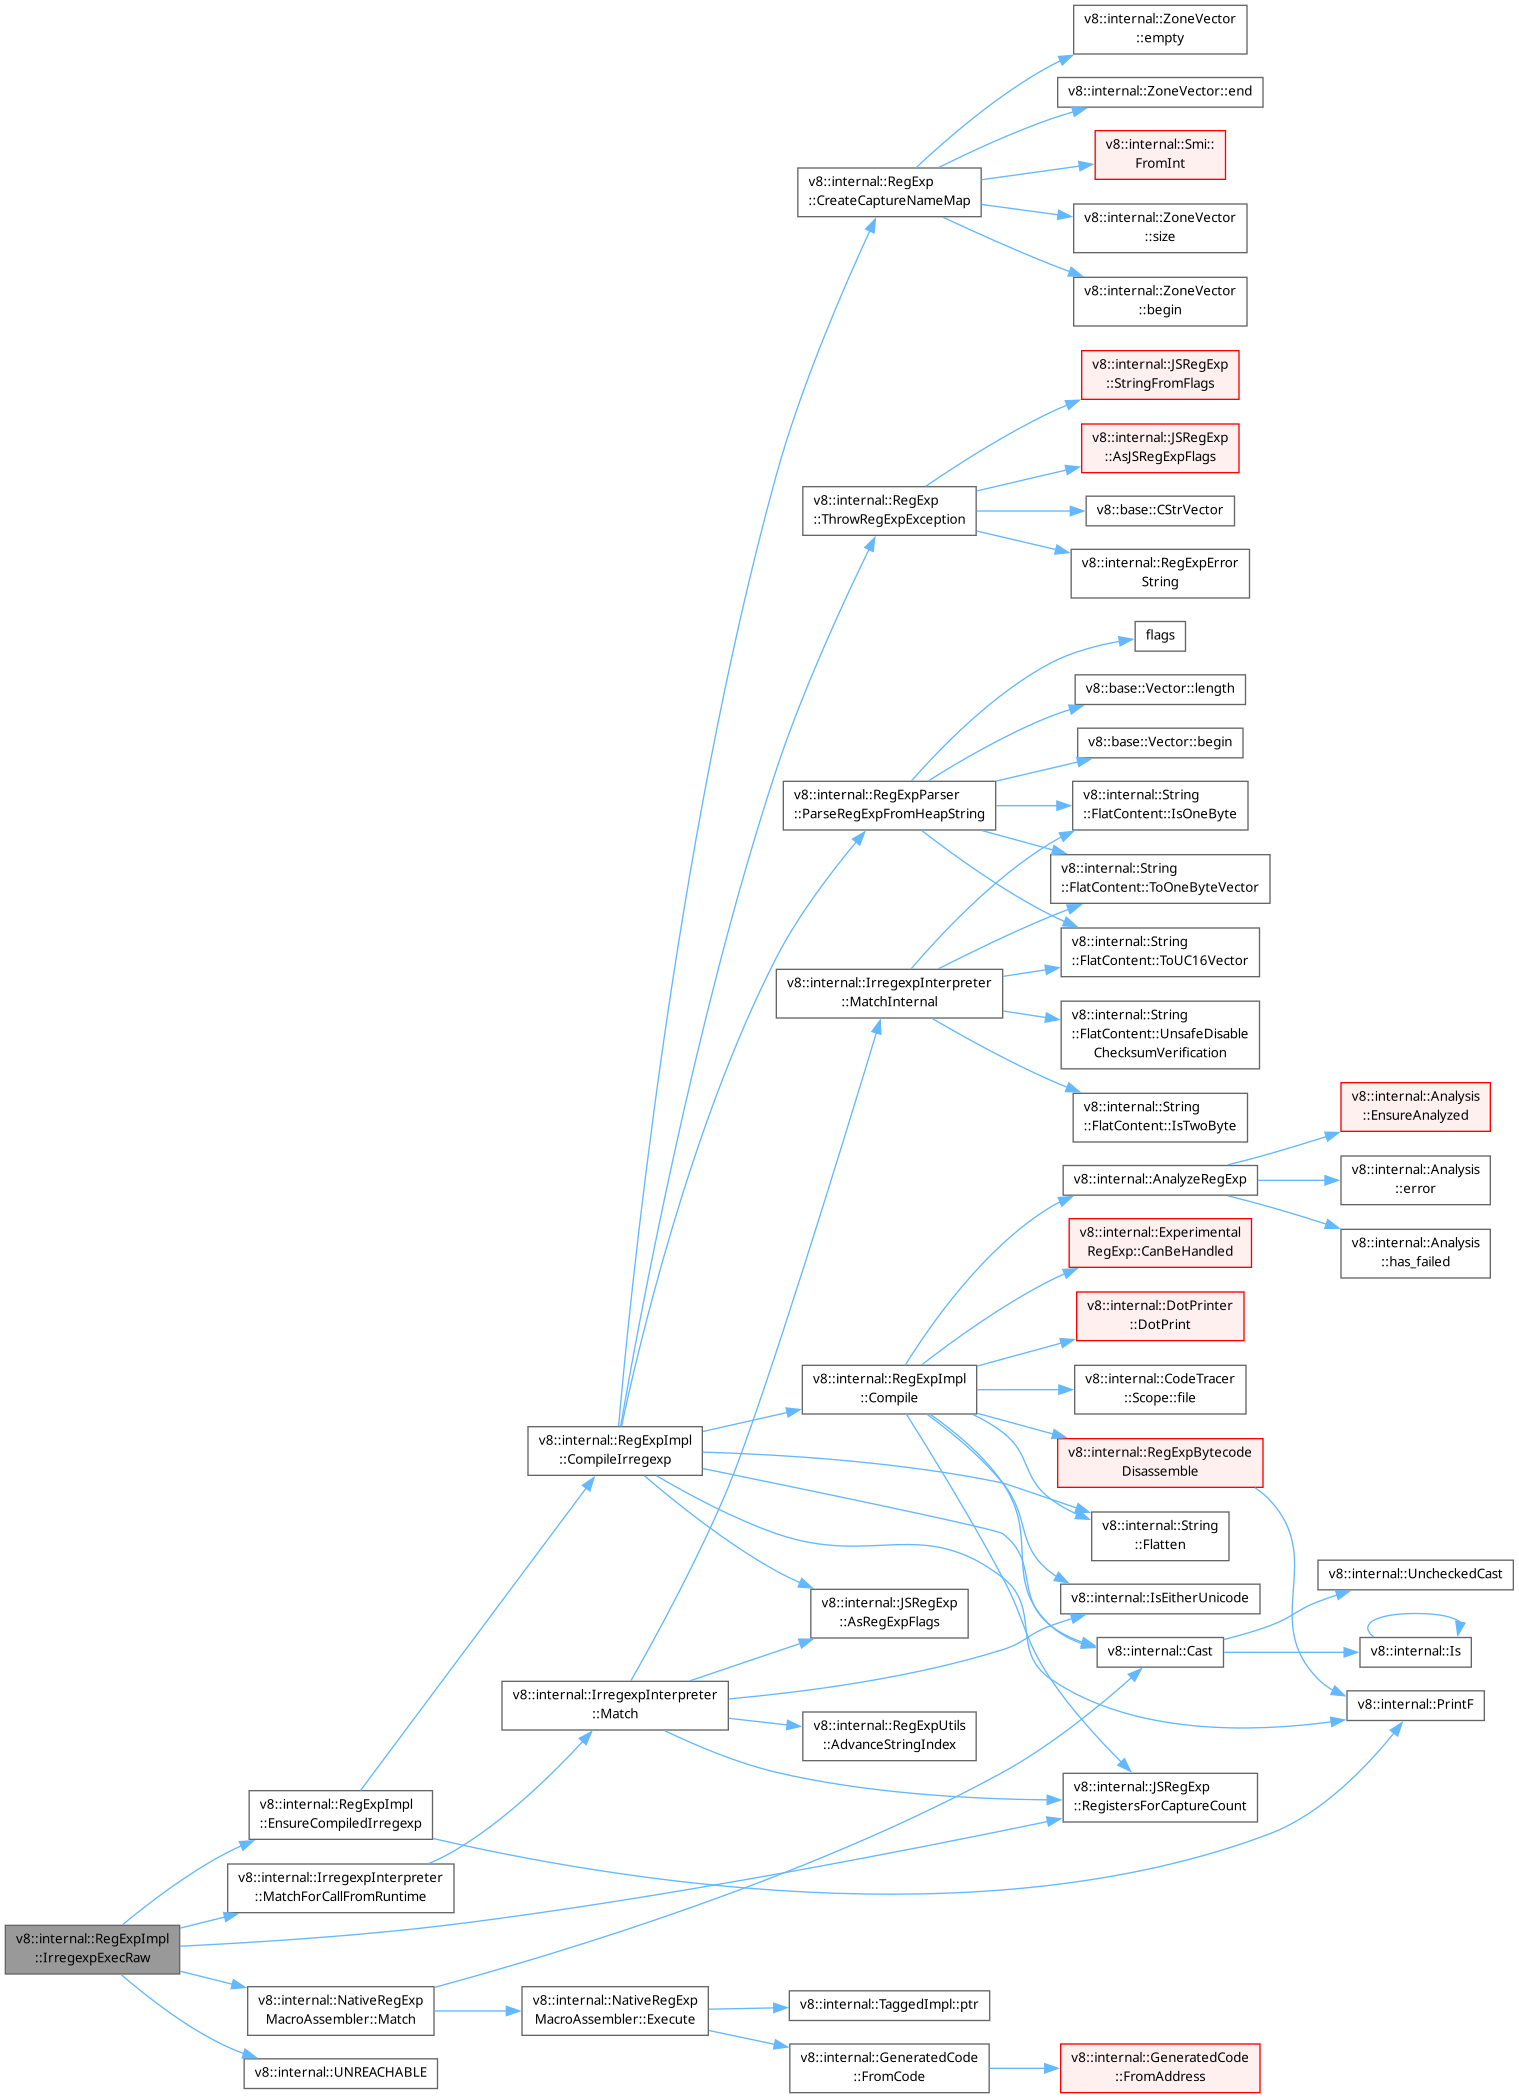 v8::internal::ZoneVector
::empty
v8::internal::ZoneVector::end
v8::internal::Smi::
FromInt
v8::internal::RegExp
::CreateCaptureNameMap
v8::internal::ZoneVector
::size
v8::internal::ZoneVector
::begin
v8::internal::JSRegExp
::StringFromFlags
v8::internal::JSRegExp
::AsJSRegExpFlags
v8::internal::RegExp
::ThrowRegExpException
v8::base::CStrVector
v8::internal::RegExpError
String
flags
v8::base::Vector::length
v8::base::Vector::begin
v8::internal::RegExpParser
::ParseRegExpFromHeapString
v8::internal::String
::FlatContent::IsOneByte
v8::internal::String
::FlatContent::ToOneByteVector
v8::internal::String
::FlatContent::ToUC16Vector
v8::internal::IrregexpInterpreter
::MatchInternal
v8::internal::String
::FlatContent::UnsafeDisable
ChecksumVerification
v8::internal::String
::FlatContent::IsTwoByte
v8::internal::Analysis
::EnsureAnalyzed
v8::internal::AnalyzeRegExp
v8::internal::Analysis
::error
v8::internal::Experimental
RegExp::CanBeHandled
v8::internal::Analysis
::has_failed
v8::internal::DotPrinter
::DotPrint
v8::internal::RegExpImpl
::Compile
v8::internal::CodeTracer
::Scope::file
v8::internal::RegExpImpl
::CompileIrregexp
v8::internal::RegExpBytecode
Disassemble
v8::internal::String
::Flatten
v8::internal::UncheckedCast
v8::internal::JSRegExp
::AsRegExpFlags
v8::internal::IsEitherUnicode
v8::internal::Cast
v8::internal::Is
v8::internal::IrregexpInterpreter
::Match
v8::internal::PrintF
v8::internal::RegExpUtils
::AdvanceStringIndex
v8::internal::JSRegExp
::RegistersForCaptureCount
v8::internal::RegExpImpl
::EnsureCompiledIrregexp
v8::internal::IrregexpInterpreter
::MatchForCallFromRuntime
v8::internal::RegExpImpl
::IrregexpExecRaw
v8::internal::NativeRegExp
MacroAssembler::Match
v8::internal::NativeRegExp
MacroAssembler::Execute
v8::internal::TaggedImpl::ptr
v8::internal::UNREACHABLE
v8::internal::GeneratedCode
::FromCode
v8::internal::GeneratedCode
::FromAddress